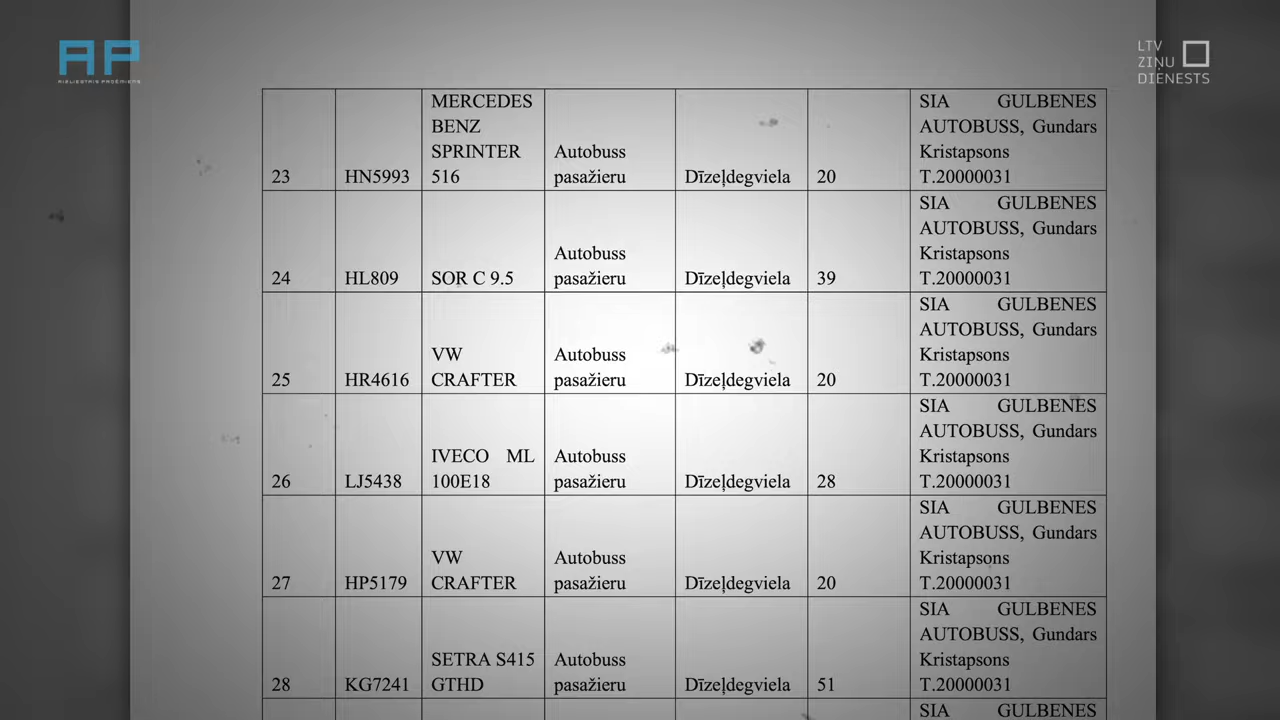 AP
AIZLIEGTAIS PAŅĒMIENS
LTV
ZIŅU
DIENESTS
23 HN5993 MERCEDES BENZ SPRINTER 516 Autobuss pasažieru Dīzeļdegviela 20 SIA GULBENES AUTOBUSS, Gundars Kristapsons T.20000031
24 HL809 SOR C 9.5 Autobuss pasažieru Dīzeļdegviela 39 SIA GULBENES AUTOBUSS, Gundars Kristapsons T.20000031
25 HR4616 VW CRAFTER Autobuss pasažieru Dīzeļdegviela 20 SIA GULBENES AUTOBUSS, Gundars Kristapsons T.20000031
26 LJ5438 IVECO ML 100E18 Autobuss pasažieru Dīzeļdegviela 28 SIA GULBENES AUTOBUSS, Gundars Kristapsons T.20000031
27 HP5179 VW CRAFTER Autobuss pasažieru Dīzeļdegviela 20 SIA GULBENES AUTOBUSS, Gundars Kristapsons T.20000031
28 KG7241 SETRA S415 GTHD Autobuss pasažieru Dīzeļdegviela 51 SIA GULBENES AUTOBUSS, Gundars Kristapsons T.20000031
SIA GULBENES